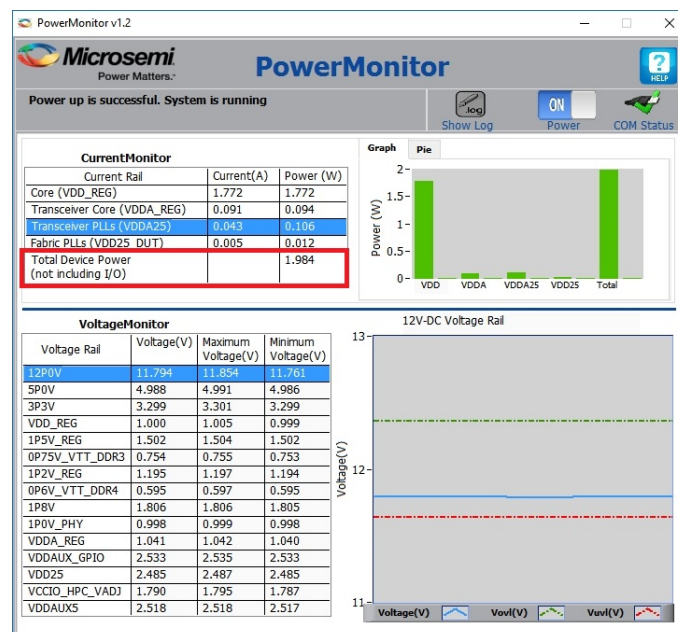 PowerMonitor v1.2
Microsemi
Power Matters.™
PowerMonitor
HELP
Power up is successful. System is running
.log
Show Log
ON
Power
COM Status
CurrentMonitor
Current Rail Current(A) Power (W)
Core (VDD_REG) 1.772 1.772
Transceiver Core (VDDA_REG) 0.091 0.094
Transceiver PLLs (VDDA25) 0.043 0.106
Fabric PLLs (VDD25_DUT) 0.005 0.012
Total Device Power 1.984
(not including I/O)
Graph Pie
Power (W)
2
1.5
1
0.5
0
VDD VDDA VDDA25 VDD25 Total
VoltageMonitor
Voltage Rail Voltage(V) Maximum Voltage(V) Minimum Voltage(V)
12P0V 11.794 11.854 11.761
5P0V 4.988 4.991 4.986
3P3V 3.299 3.301 3.299
VDD_REG 1.000 1.005 0.999
1P5V_REG 1.502 1.504 1.502
0P75V_VTT_DDR3 0.754 0.755 0.753
1P2V_REG 1.195 1.197 1.194
0P6V_VTT_DDR4 0.595 0.597 0.595
1P8V 1.806 1.806 1.805
1P0V_PHY 0.998 0.999 0.998
VDDA_REG 1.041 1.042 1.040
VDDAUX_GPIO 2.533 2.535 2.533
VDD25 2.485 2.487 2.485
VCCIO_HPC_VADJ 1.790 1.795 1.787
VDDAUX5 2.518 2.518 2.517
12V-DC Voltage Rail
Voltage(V)
13
12
11
Voltage(V) Vovl(V) Vuvl(V)